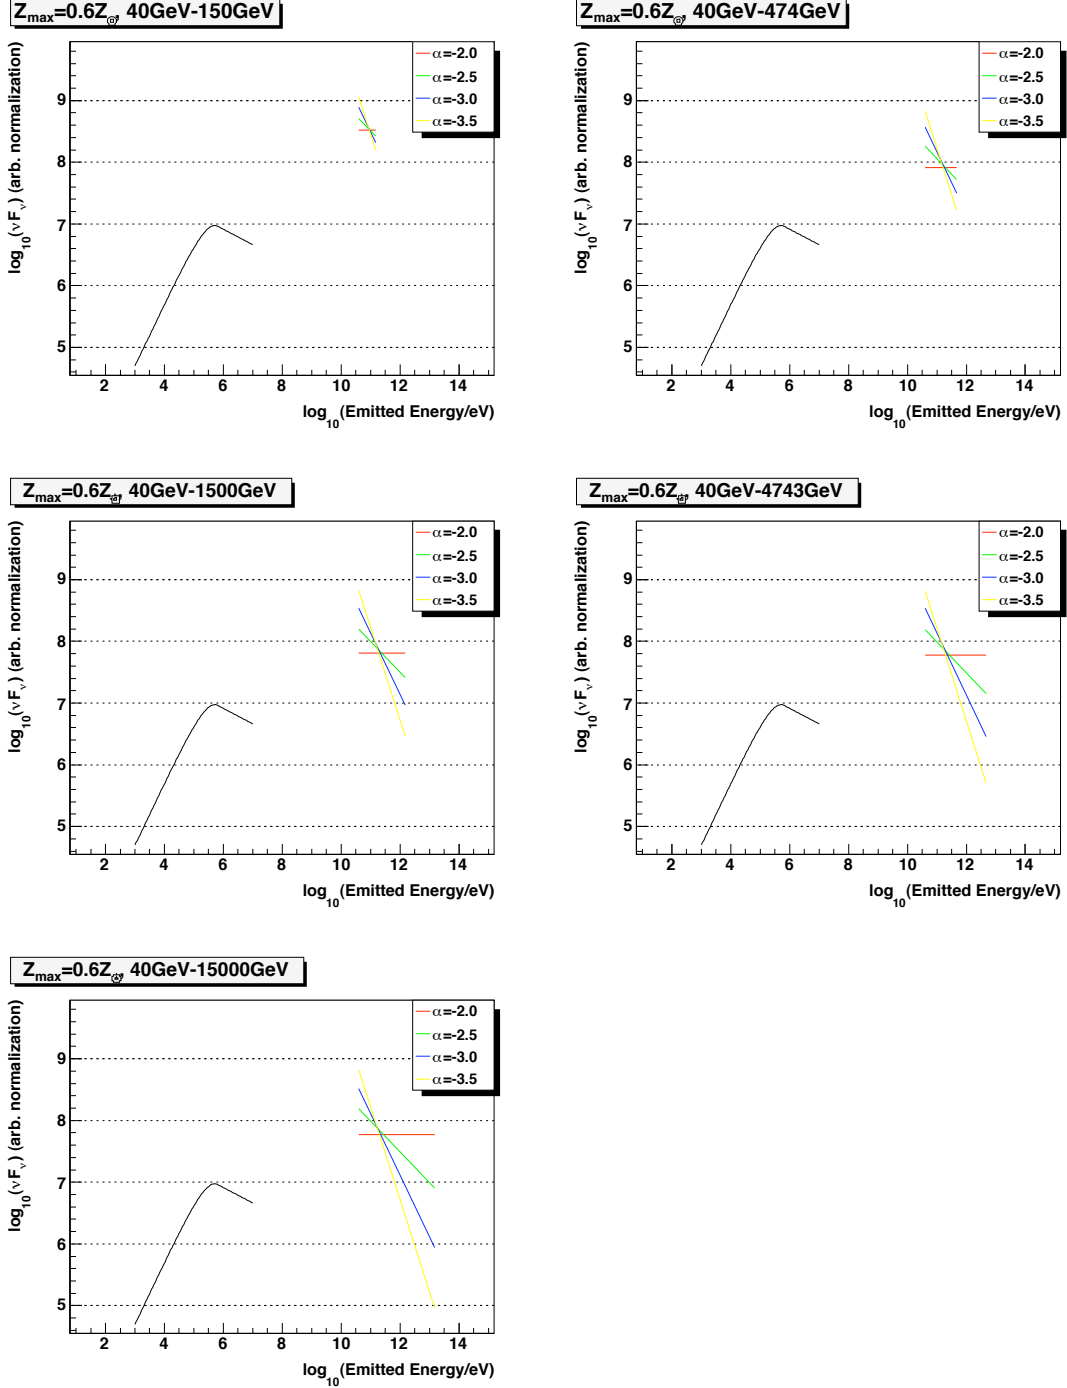 Zmax=0.6Z⊙, 40GeV-150GeV
log10(νFν) (arb. normalization)
α=-2.0
α=-2.5
α=-3.0
α=-3.5
9
8
7
6
5
2 4 6 8 10 12 14
log10(Emitted Energy/eV)
Zmax=0.6Z⊙, 40GeV-474GeV
log10(νFν) (arb. normalization)
α=-2.0
α=-2.5
α=-3.0
α=-3.5
9
8
7
6
5
2 4 6 8 10 12 14
log10(Emitted Energy/eV)
Zmax=0.6Z⊙, 40GeV-1500GeV
log10(νFν) (arb. normalization)
α=-2.0
α=-2.5
α=-3.0
α=-3.5
9
8
7
6
5
2 4 6 8 10 12 14
log10(Emitted Energy/eV)
Zmax=0.6Z⊙, 40GeV-4743GeV
log10(νFν) (arb. normalization)
α=-2.0
α=-2.5
α=-3.0
α=-3.5
9
8
7
6
5
2 4 6 8 10 12 14
log10(Emitted Energy/eV)
Zmax=0.6Z⊙, 40GeV-15000GeV
log10(νFν) (arb. normalization)
α=-2.0
α=-2.5
α=-3.0
α=-3.5
9
8
7
6
5
2 4 6 8 10 12 14
log10(Emitted Energy/eV)